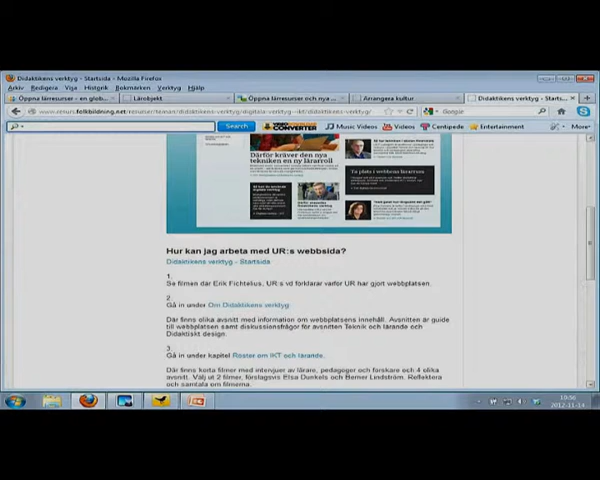 Didaktikens verktyg - Startsida - Mozilla Firefox
Arkiv Redigera Visa Historik Bokmärken Verktyg Hjälp
Öppna lärresurser - en glob... Lärobjekt Öppna lärresurser och nya ... Arrangera kultur Didaktikens verktyg - Starts...
Google
Search Music Videos Videos Centipede Entertainment More
Därför kräver den nya
tekniken en ny lärarroll
Hur kan jag arbeta med UR:s webbsida?
Didaktikens verktyg - Startsida
1.
Se filmen där Erik Fichtelius, UR:s vd förklarar varför UR har gjort webbplatsen.
2.
Gå in under Om Didaktikens verktyg
Där finns olika avsnitt med information om webbplatsens innehåll. Avsnitten är guide
till webbplatsen samt diskussionsfrågor för avsnitten Teknik och lärande och
Didaktiskt design.
3.
Gå in under kapitel Röster om IKT och lärande.
Där finns korta filmer med intervjuer av lärare, pedagoger och forskare och 4 olika
avsnitt. Välj ut 2 filmer, förslagsvis Elsa Dunkels och Berner Lindström. Reflektera
och samtala om filmerna.
10:56
2012-11-14